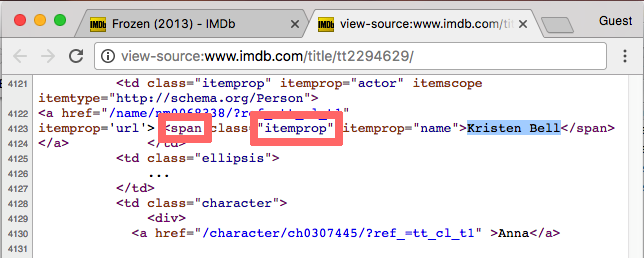 IMDb Frozen (2013) - IMDb
IMDb view-source:www.imdb.com/
Guest
view-source:www.imdb.com/title/tt2294629/
4121 <td class="itemprop" itemprop="actor" itemscope
itemtype="http://schema.org/Person">
4122 <a href="/name/nm0068338/?ref_=tt_cl_t1"
4123 itemprop='url'> <span class="itemprop" itemprop="name">Kristen Bell</span>
4124 </a> </td>
4125 <td class="ellipsis">
4126 ...
4127 </td>
4128 <td class="character">
4129 <div>
4130 <a href="/character/ch0307445/?ref_=tt_cl_t1" >Anna</a>
4131